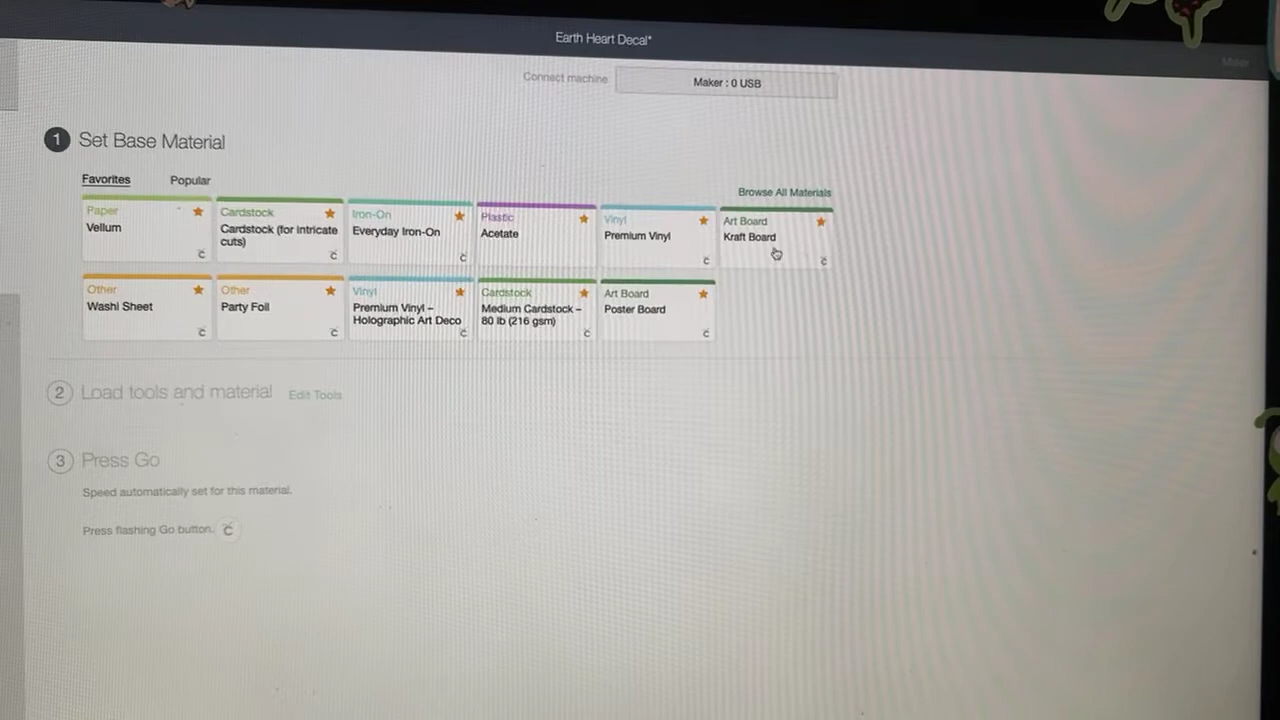 Earth Heart Decal*
Maker
Connect machine
Maker : 0 USB
1 Set Base Material
Favorites
Popular
Browse All Materials
Paper
Vellum
Cardstock
Cardstock (for intricate
cuts)
Iron-On
Everyday Iron-On
Plastic
Acetate
Vinyl
Premium Vinyl
Art Board
Kraft Board
Other
Washi Sheet
Other
Party Foil
Vinyl
Premium Vinyl –
Holographic Art Deco
Cardstock
Medium Cardstock –
80 lb (216 gsm)
Art Board
Poster Board
2 Load tools and material
Edit Tools
3 Press Go
Speed automatically set for this material.
Press flashing Go button.